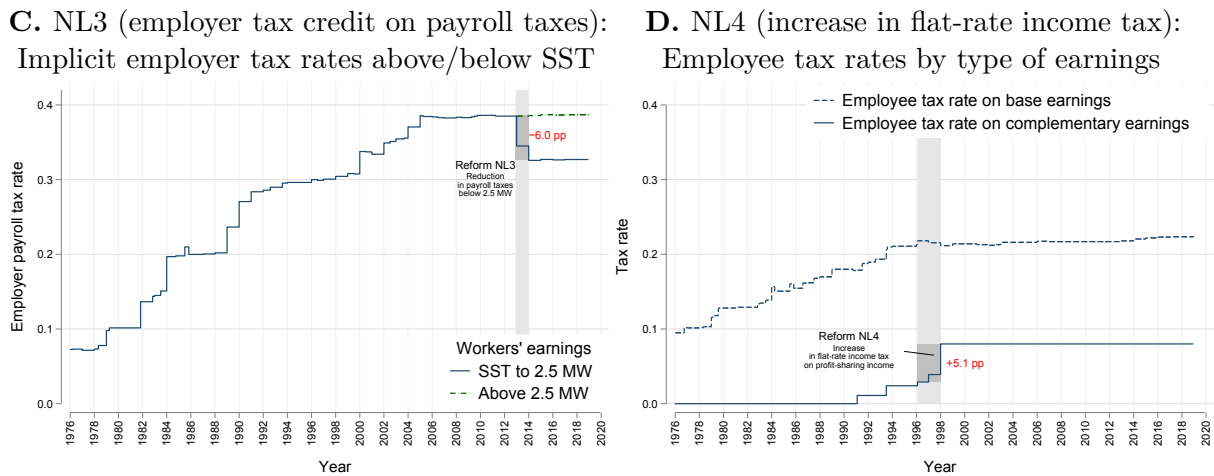 C. NL3 (employer tax credit on payroll taxes):
Implicit employer tax rates above/below SST
0.4
0.3
0.2
0.1
0.0
Employer payroll tax rate
−6.0 pp
Reform NL3
Reduction
in payroll taxes
below 2.5 MW
Workers' earnings
SST to 2.5 MW
Above 2.5 MW
1976
1978
1980
1982
1984
1986
1988
1990
1992
1994
1996
1998
2000
2002
2004
2006
2008
2010
2012
2014
2016
2018
2020
Year
D. NL4 (increase in flat-rate income tax):
Employee tax rates by type of earnings
Employee tax rate on base earnings
Employee tax rate on complementary earnings
0.4
0.3
0.2
0.1
0.0
Tax rate
Reform NL4
Increase
in flat-rate income tax
on profit-sharing income
+5.1 pp
1976
1978
1980
1982
1984
1986
1988
1990
1992
1994
1996
1998
2000
2002
2004
2006
2008
2010
2012
2014
2016
2018
2020
Year